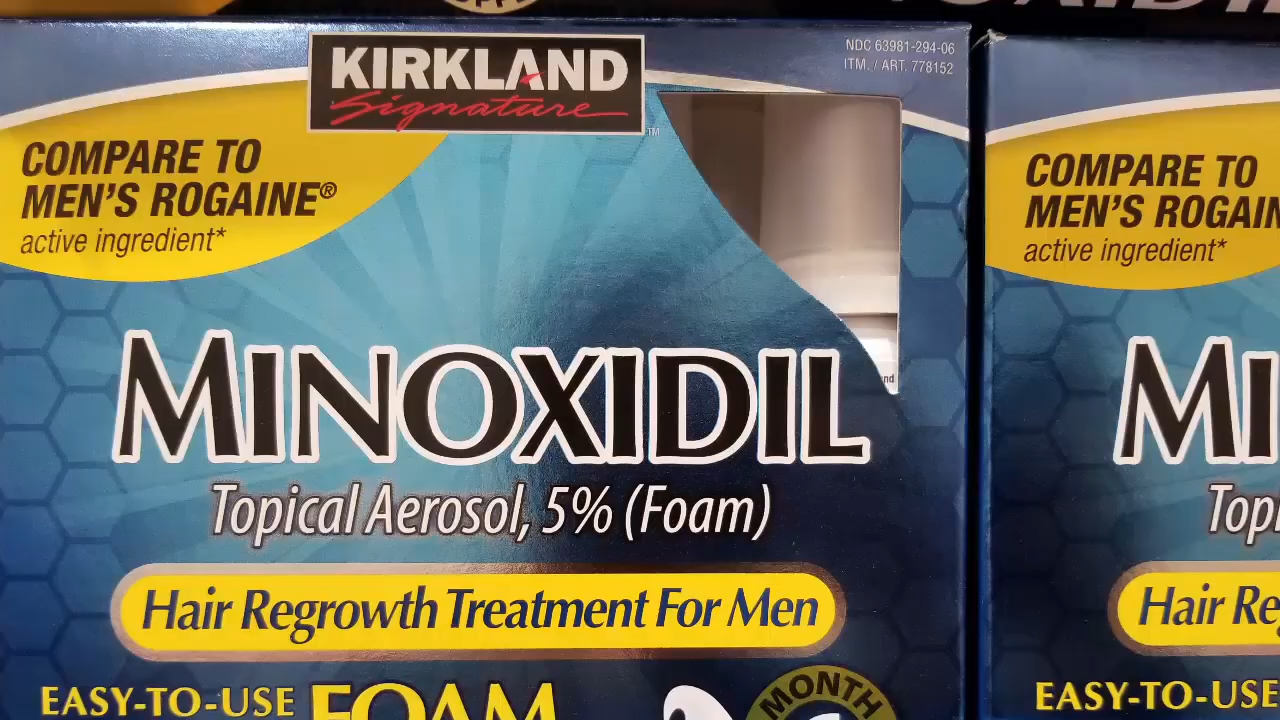 KIRKLAND
Signature
™
NDC 63981-294-06
ITM. / ART. 778152
COMPARE TO
MEN'S ROGAINE®
active ingredient*
MINOXIDIL
Topical Aerosol, 5% (Foam)
Hair Regrowth Treatment For Men
EASY-TO-USE FOAM
MONTH
COMPARE TO
MEN'S ROGAIN
active ingredient*
MI
Topi
Hair Re
EASY-TO-USE